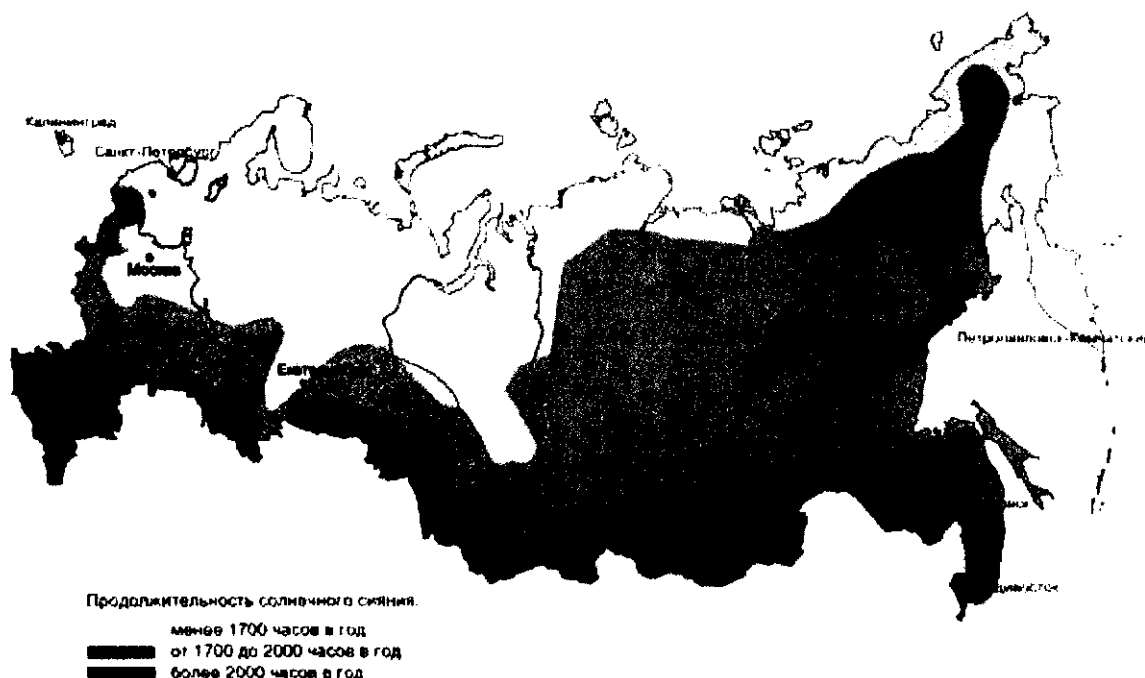 Калининград
Санкт-Петербург
Москва
Петропавловск-Камчатский
Продолжительность солнечного сияния:
менее 1700 часов в год
от 1700 до 2000 часов в год
более 2000 часов в год